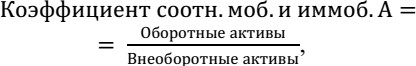 Коэффициент соотн. моб. и иммоб. А =
= Оборотные активы
Внеоборотные активы,